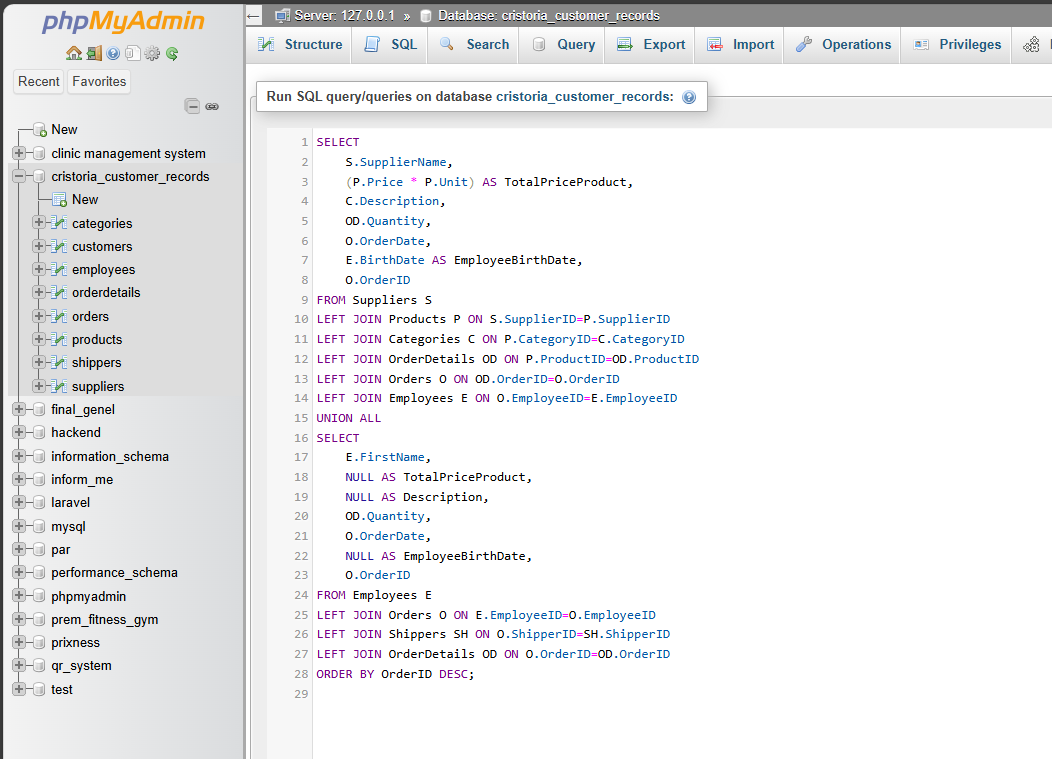 phpMyAdmin
Recent
Favorites
New
clinic management system
cristoria_customer_records
New
categories
customers
employees
orderdetails
orders
products
shippers
suppliers
final_genel
hackend
information_schema
inform_me
laravel
mysql
par
performance_schema
phpmyadmin
prem_fitness_gym
prixness
qr_system
test
Server: 127.0.0.1 » Database: cristoria_customer_records
Structure SQL Search Query Export Import Operations Privileges
Run SQL query/queries on database cristoria_customer_records:
1 SELECT
2 S.SupplierName,
3 (P.Price * P.Unit) AS TotalPriceProduct,
4 C.Description,
5 OD.Quantity,
6 O.OrderDate,
7 E.BirthDate AS EmployeeBirthDate,
8 O.OrderID
9 FROM Suppliers S
10 LEFT JOIN Products P ON S.SupplierID=P.SupplierID
11 LEFT JOIN Categories C ON P.CategoryID=C.CategoryID
12 LEFT JOIN OrderDetails OD ON P.ProductID=OD.ProductID
13 LEFT JOIN Orders O ON OD.OrderID=O.OrderID
14 LEFT JOIN Employees E ON O.EmployeeID=E.EmployeeID
15 UNION ALL
16 SELECT
17 E.FirstName,
18 NULL AS TotalPriceProduct,
19 NULL AS Description,
20 OD.Quantity,
21 O.OrderDate,
22 NULL AS EmployeeBirthDate,
23 O.OrderID
24 FROM Employees E
25 LEFT JOIN Orders O ON E.EmployeeID=O.EmployeeID
26 LEFT JOIN Shippers SH ON O.ShipperID=SH.ShipperID
27 LEFT JOIN OrderDetails OD ON O.OrderID=OD.OrderID
28 ORDER BY OrderID DESC;
29